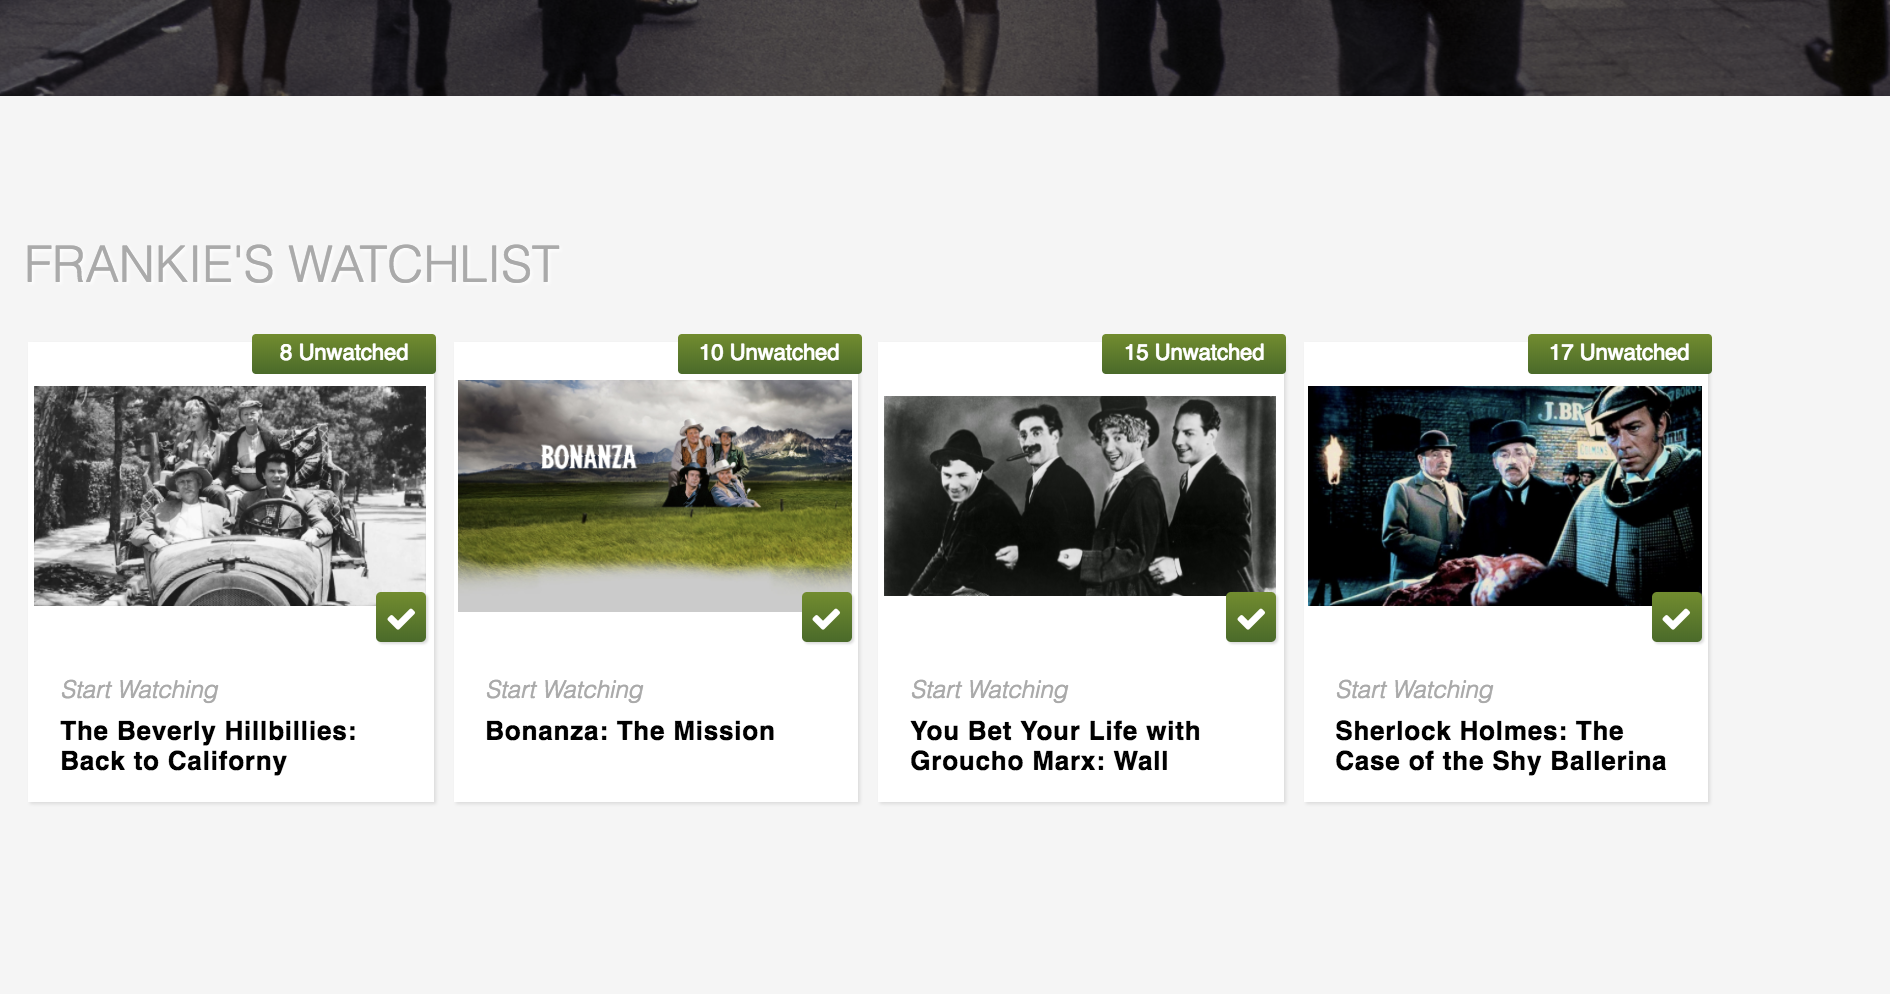 FRANKIE'S WATCHLIST
8 Unwatched
10 Unwatched
15 Unwatched
17 Unwatched
BONANZA
J.BR
Start Watching
The Beverly Hillbillies:
Back to Californy
Start Watching
Bonanza: The Mission
Start Watching
You Bet Your Life with
Groucho Marx: Wall
Start Watching
Sherlock Holmes: The
Case of the Shy Ballerina